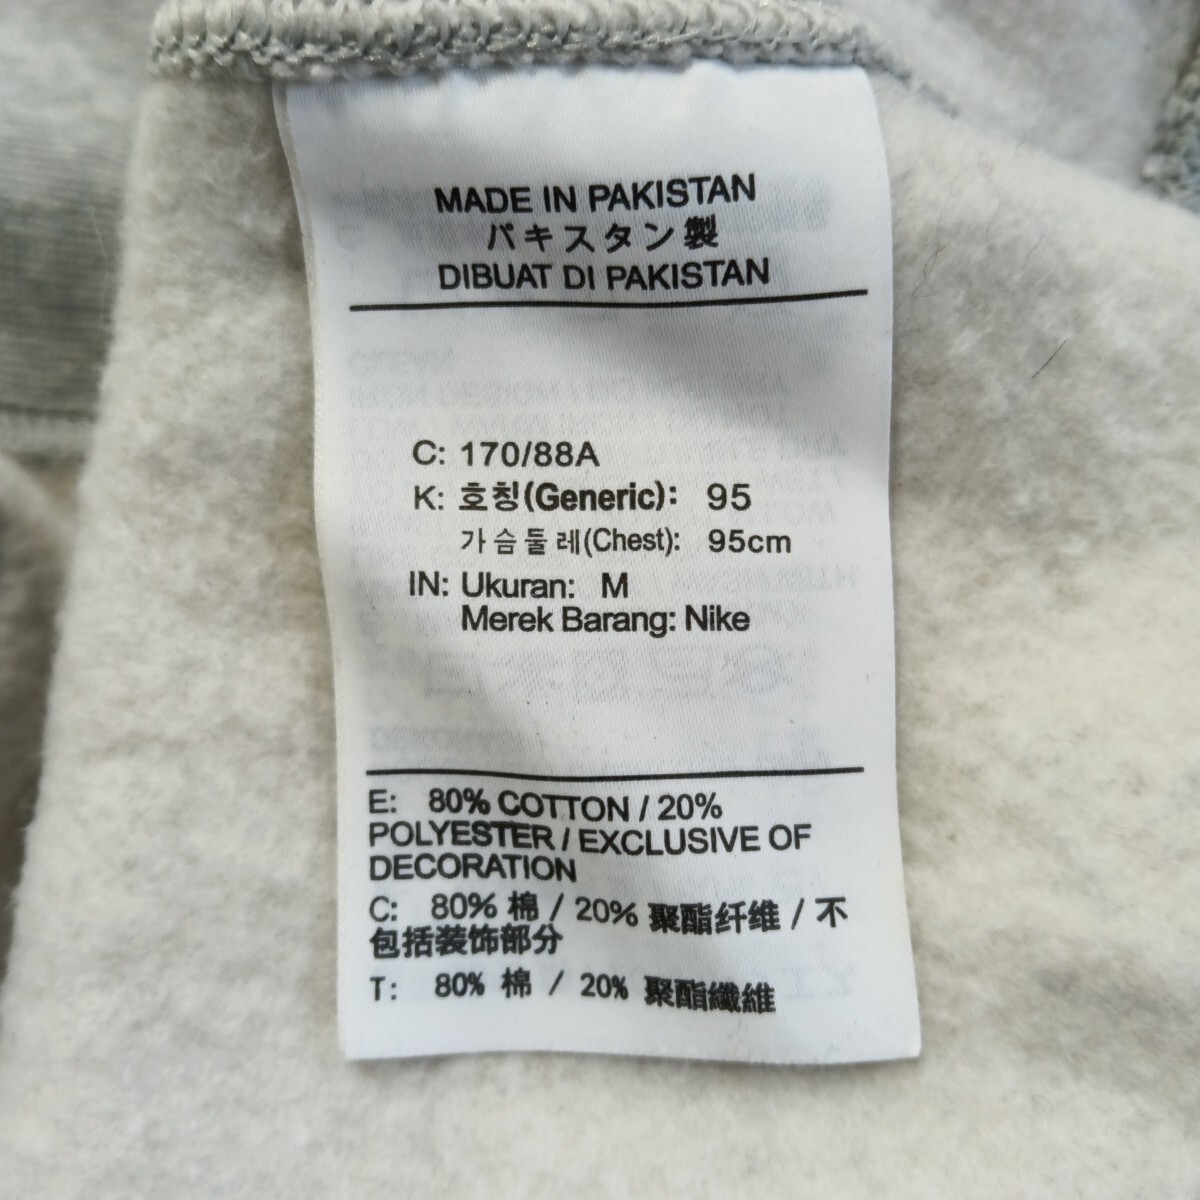 MADE IN PAKISTAN
パキスタン製
DIBUAT DI PAKISTAN
C: 170/88A
K: 호칭(Generic): 95
가슴둘레(Chest): 95cm
IN: Ukuran: M
Merek Barang: Nike
E: 80% COTTON / 20%
POLYESTER / EXCLUSIVE OF
DECORATION
C: 80% 棉 / 20% 聚酯纤维 / 不
包括装饰部分
T: 80% 棉 / 20% 聚酯纖維